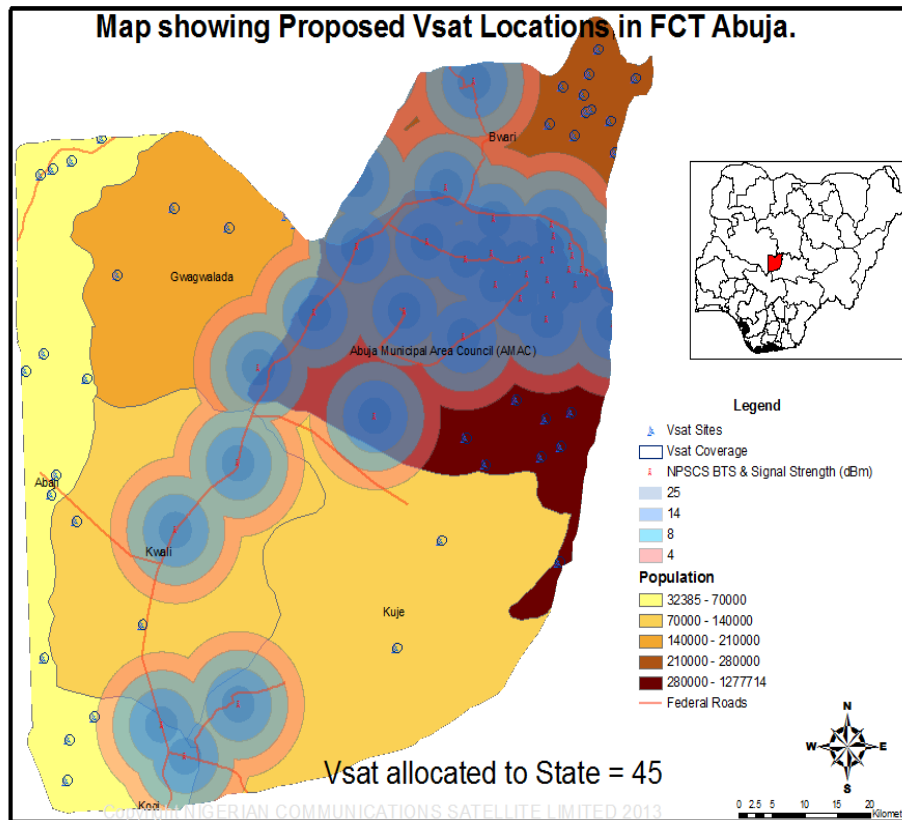 Map showing Proposed Vsat Locations in FCT Abuja.
Bwari
Gwagwalada
Abuja Municipal Area Council (AMAC)
Abaji
Kwali
Kuje
Kogi
Vsat allocated to State = 45
Copyright NIGERIAN COMMUNICATIONS SATELLITE LIMITED 2013
Legend
Vsat Sites
Vsat Coverage
NPSCS BTS & Signal Strength (dBm)
25
14
8
4
Population
32385 - 70000
70000 - 140000
140000 - 210000
210000 - 280000
280000 - 1277714
Federal Roads
N
W E
S
0 2.5 5 10 15 20
Kilomet